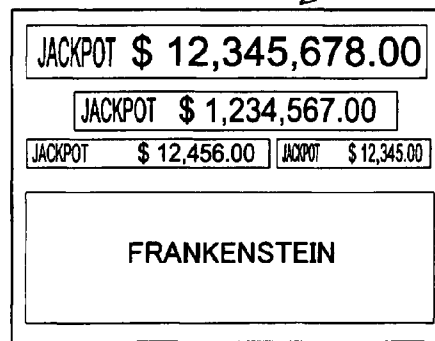 JACKPOT $ 12,345,678.00
JACKPOT $ 1,234,567.00
JACKPOT $ 12,456.00 JACKPOT $ 12,345.00
FRANKENSTEIN